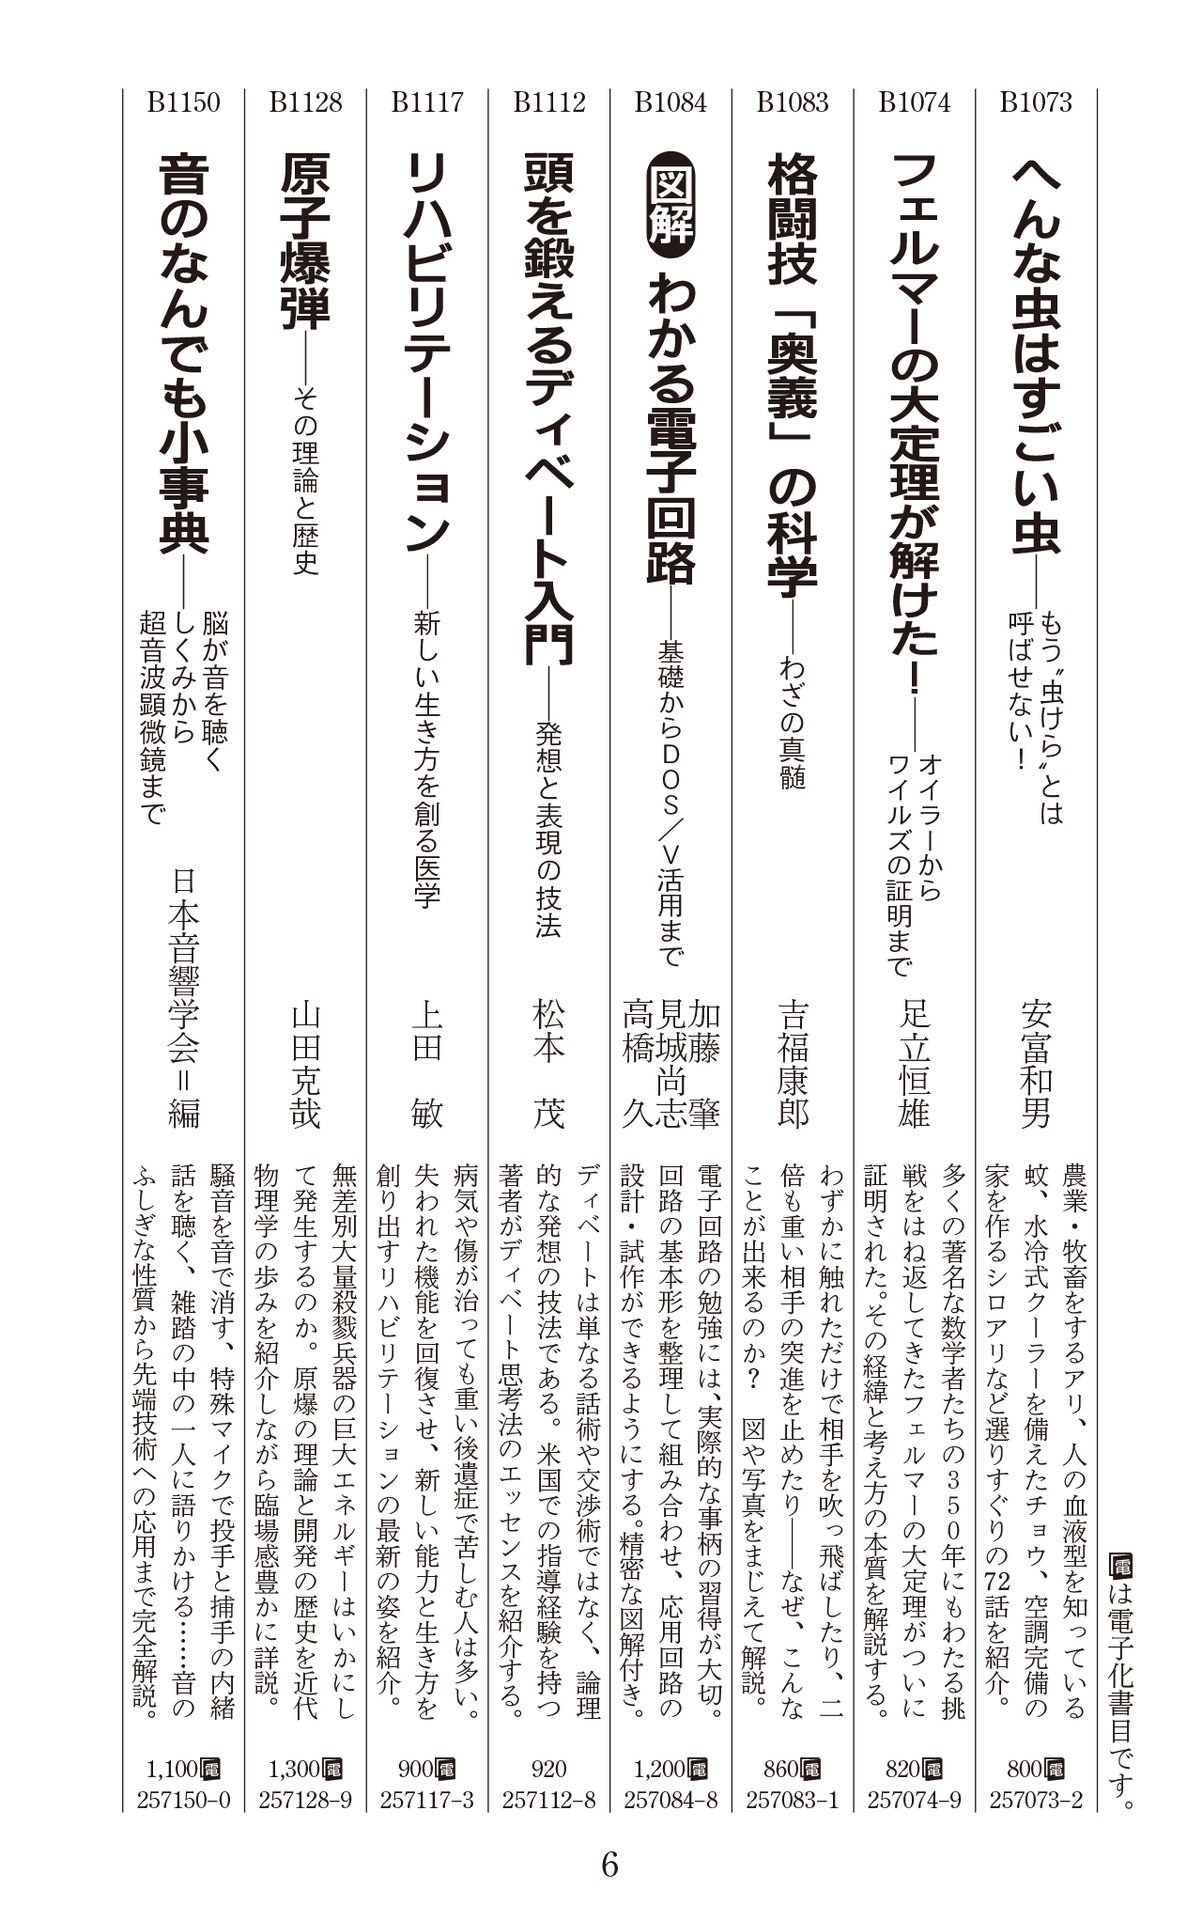 電は電子化書目です。
B1073
へんな虫はすごい虫──もう〝虫けら〟とは
呼ばせない！
安富和男
農業・牧畜をするアリ、人の血液型を知っている
蚊、水冷式クーラーを備えたチョウ、空調完備の
家を作るシロアリなど選りすぐりの72話を紹介。
800電
257073-2
B1074
フェルマーの大定理が解けた！──オイラーから
ワイルズの証明まで
足立恒雄
多くの著名な数学者たちの３５０年にもわたる挑
戦をはね返してきたフェルマーの大定理がついに
証明された。その経緯と考え方の本質を解説する。
820電
257074-9
B1083
格闘技「奥義」の科学──わざの真髄
吉福康郎
わずかに触れただけで相手を吹っ飛ばしたり、二
倍も重い相手の突進を止めたり──なぜ、こんな
ことが出来るのか？　図や写真をまじえて解説。
860電
257083-1
B1084
図解 わかる電子回路──基礎からＤＯＳ／Ｖ活用まで
加藤　肇
見城尚志
高橋　久
電子回路の勉強には、実際的な事柄の習得が大切。
回路の基本形を整理して組み合わせ、応用回路の
設計・試作ができるようにする。精密な図解付き。
1,200電
257084-8
B1112
頭を鍛えるディベート入門──発想と表現の技法
松本　茂
ディベートは単なる話術や交渉術ではなく、論理
的な発想の技法である。米国での指導経験を持つ
著者がディベート思考法のエッセンスを紹介する。
920
257112-8
B1117
リハビリテーション──新しい生き方を創る医学
上田　敏
病気や傷が治っても重い後遺症で苦しむ人は多い。
失われた機能を回復させ、新しい能力と生き方を
創り出すリハビリテーションの最新の姿を紹介。
900電
257117-3
B1128
原子爆弾──その理論と歴史
山田克哉
無差別大量殺戮兵器の巨大エネルギーはいかにし
て発生するのか。原爆の理論と開発の歴史を近代
物理学の歩みを紹介しながら臨場感豊かに詳説。
1,300電
257128-9
B1150
音のなんでも小事典──脳が音を聴く
しくみから
超音波顕微鏡まで
日本音響学会＝編
騒音を音で消す、特殊マイクで投手と捕手の内緒
話を聴く、雑踏の中の一人に語りかける……音の
ふしぎな性質から先端技術への応用まで完全解説。
1,100電
257150-0
6